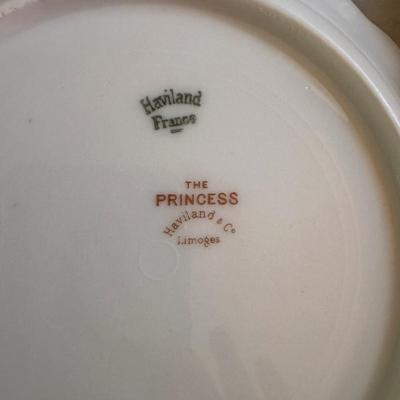 Haviland
France
THE
PRINCESS
Haviland & Co
Limoges